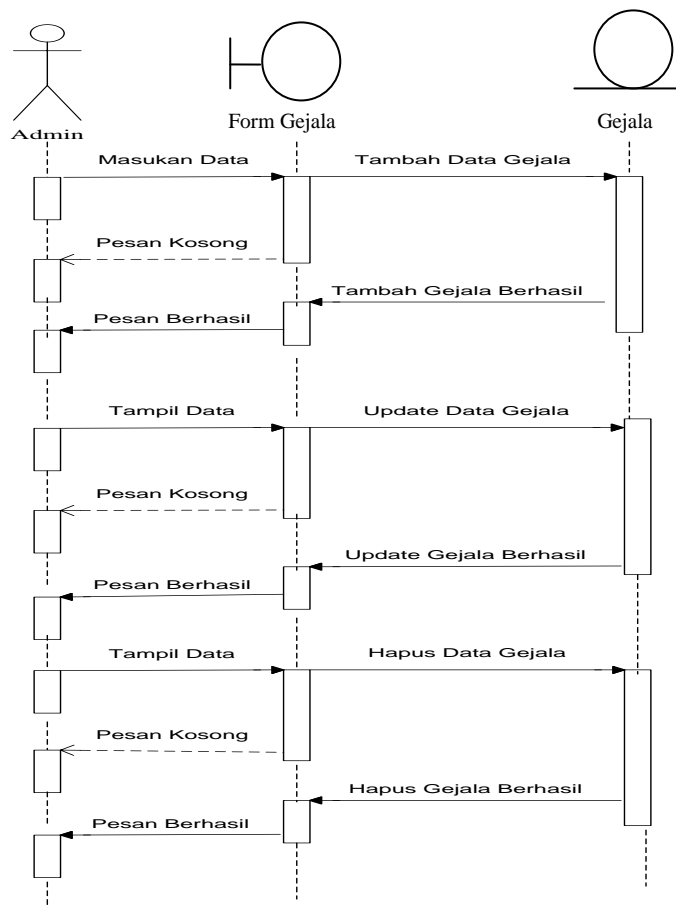 Admin
Form Gejala
Gejala
Masukan Data
Tambah Data Gejala
Pesan Kosong
Tambah Gejala Berhasil
Pesan Berhasil
Tampil Data
Update Data Gejala
Pesan Kosong
Update Gejala Berhasil
Pesan Berhasil
Tampil Data
Hapus Data Gejala
Pesan Kosong
Hapus Gejala Berhasil
Pesan Berhasil